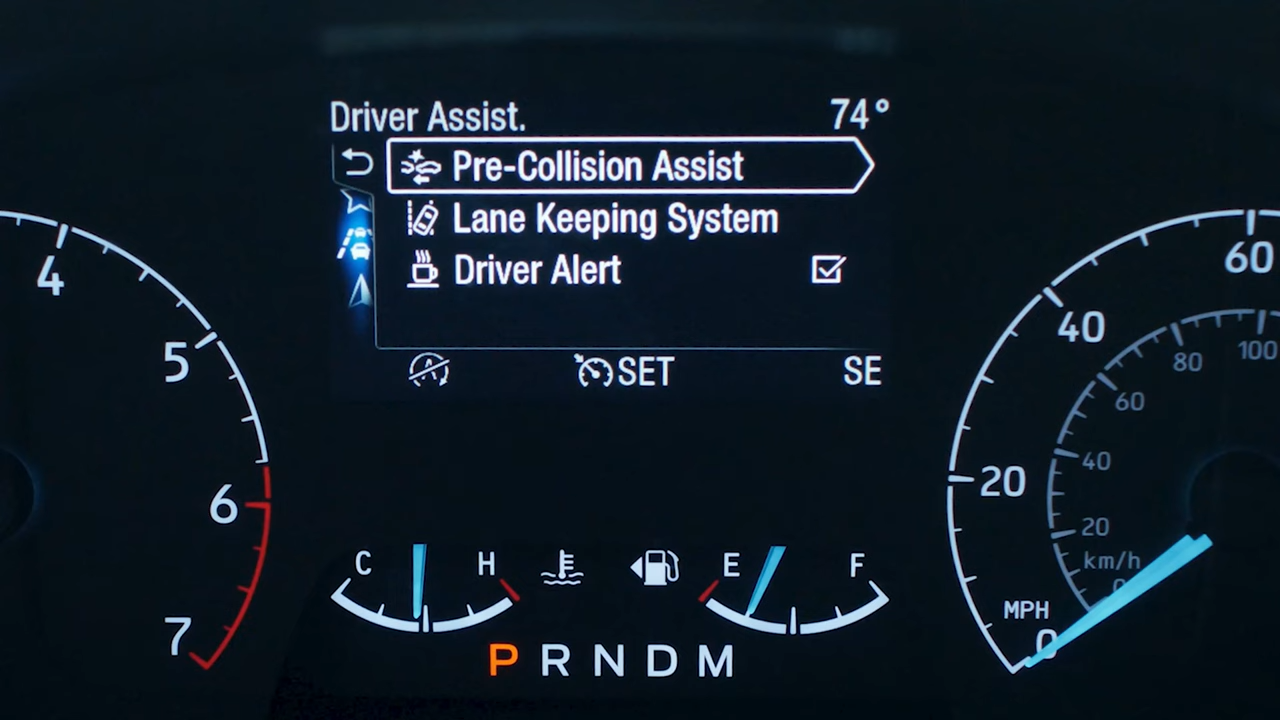 Driver Assist. 74°
Pre-Collision Assist
Lane Keeping System
Driver Alert
SET SE
4
5
6
7
C H
E F
P R N D M
60
40
20
0
MPH
100
80
60
40
20
0
km/h